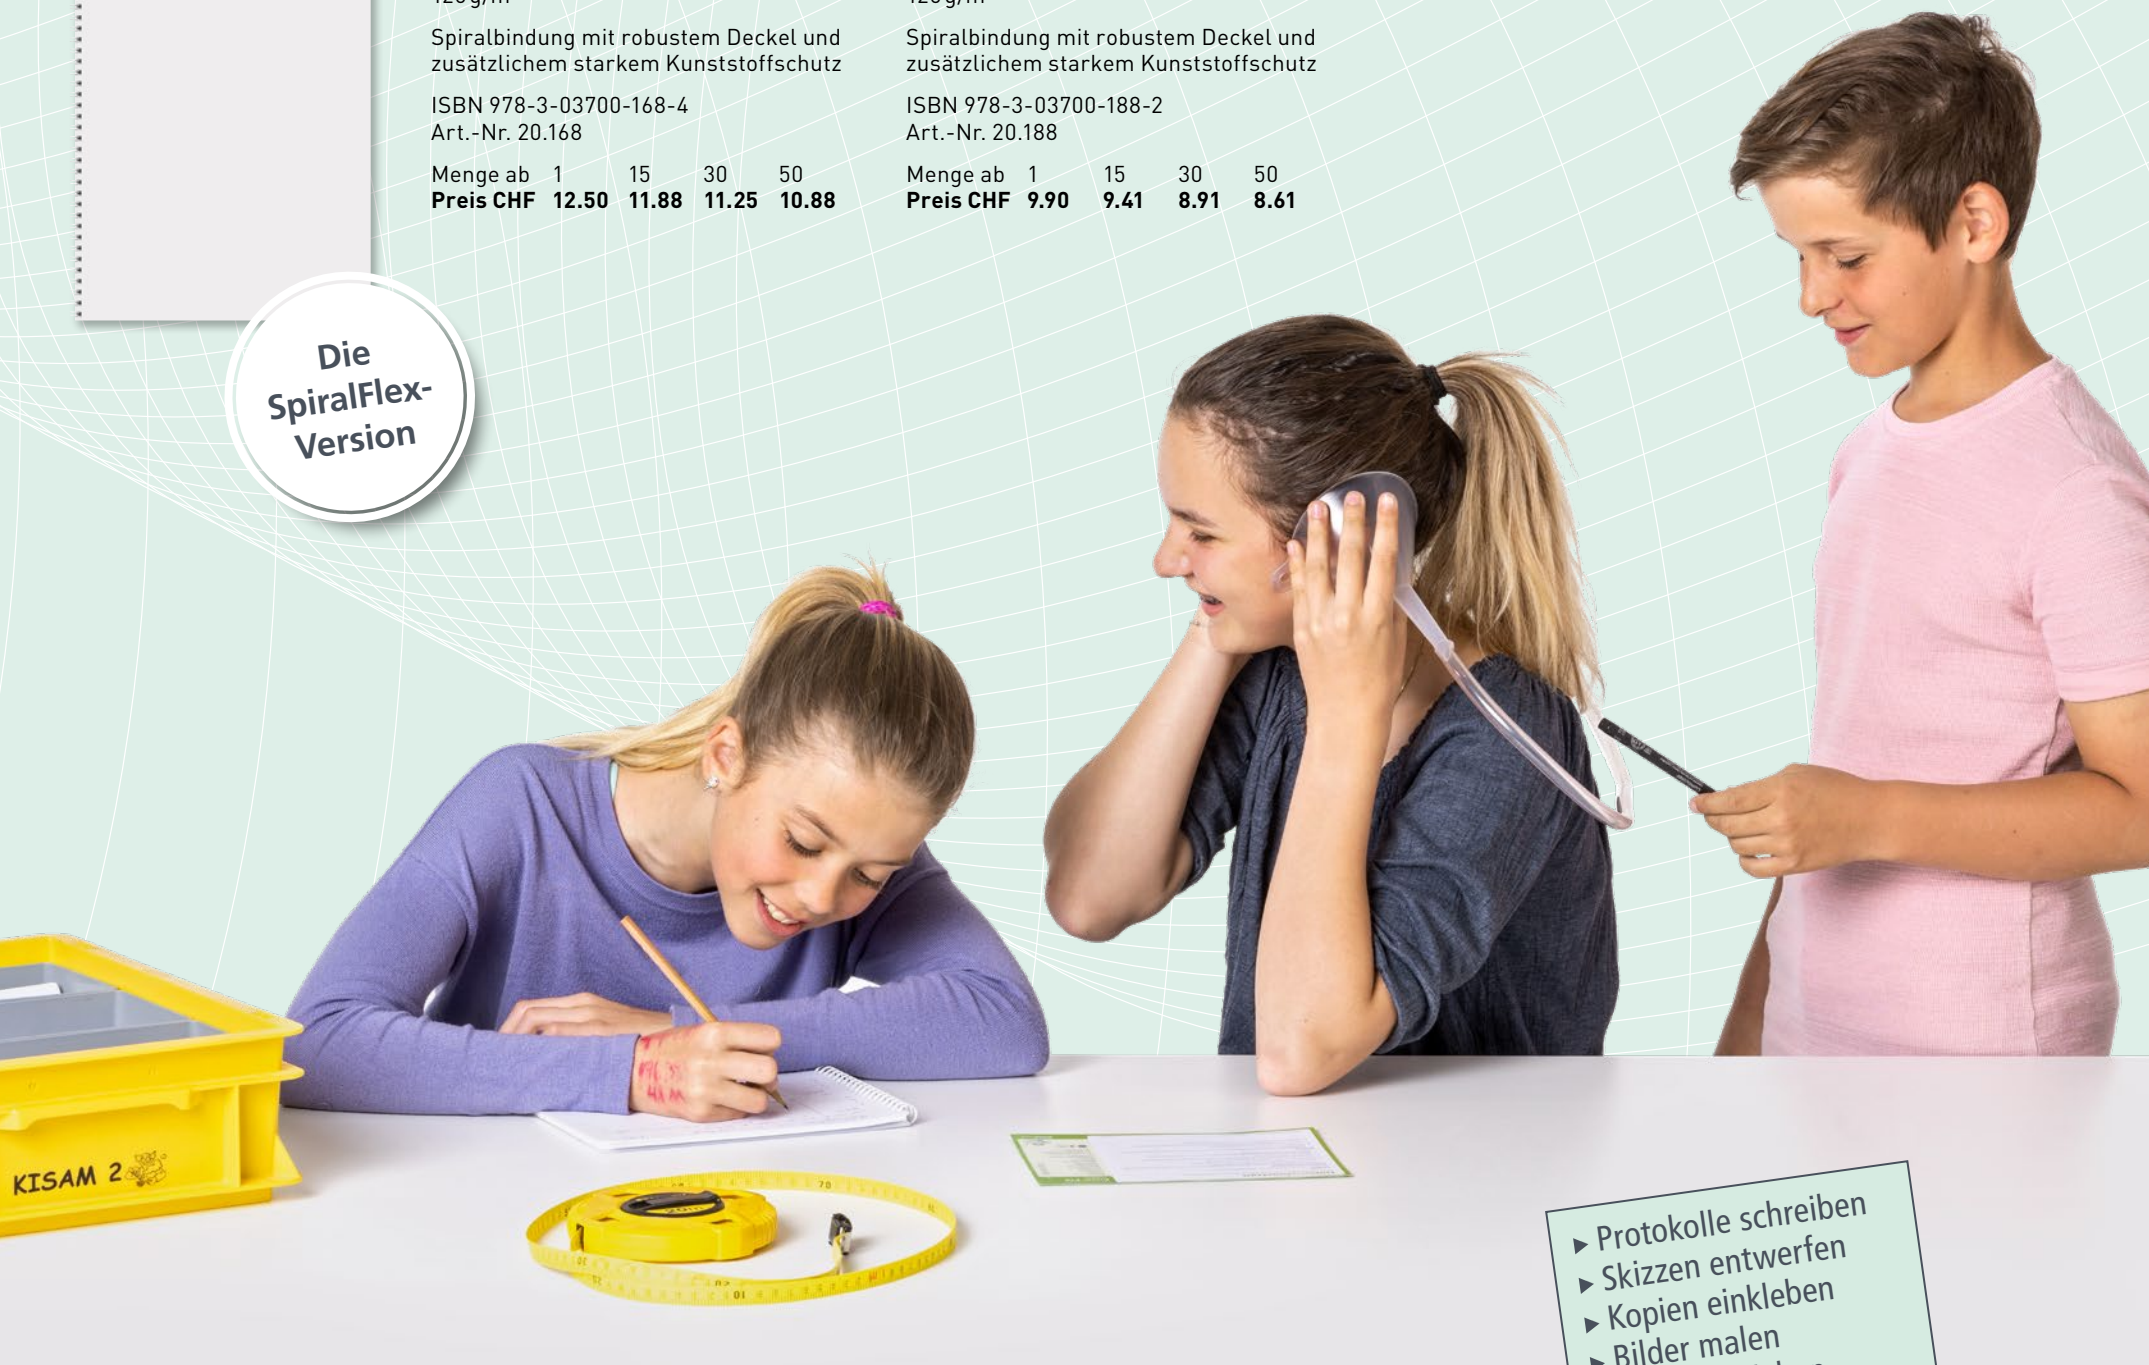 Spiralbindung mit robustem Deckel und
zusätzlichem starkem Kunststoffschutz
ISBN 978-3-03700-168-4
Art.-Nr. 20.168
Menge ab 1 15 30 50
Preis CHF 12.50 11.88 11.25 10.88
Spiralbindung mit robustem Deckel und
zusätzlichem starkem Kunststoffschutz
ISBN 978-3-03700-188-2
Art.-Nr. 20.188
Menge ab 1 15 30 50
Preis CHF 9.90 9.41 8.91 8.61
Die
SpiralFlex-
Version
KISAM 2
70
20m
10
▸ Protokolle schreiben
▸ Skizzen entwerfen
▸ Kopien einkleben
▸ Bilder malen